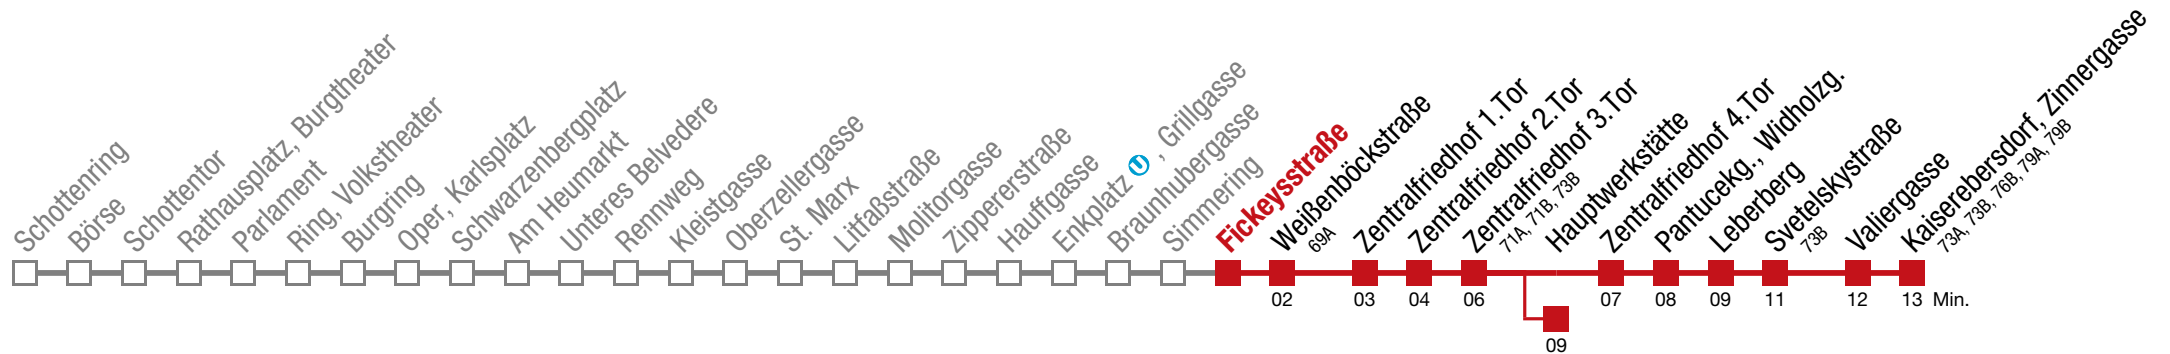 Schottenring
Börse
Schottentor
Rathausplatz, Burgtheater
Parlament
Ring, Volkstheater
Burgring
Oper, Karlsplatz
Schwarzenbergplatz
Am Heumarkt
Unteres Belvedere
Rennweg
Kleistgasse
Oberzellergasse
St. Marx
Litfaßstraße
Molitorgasse
Zippererstraße
Hauffgasse
Enkplatz U, Grillgasse
Braunhubergasse
Simmering
Fickeysstraße
Weißenböckstraße
69A
Zentralfriedhof 1.Tor
Zentralfriedhof 2.Tor
Zentralfriedhof 3.Tor
71A, 71B, 73B
Hauptwerkstätte
Zentralfriedhof 4.Tor
Pantucekg., Widholzg.
Leberberg
Svetelskystraße
73B
Valiergasse
Kaiserebersdorf, Zinnergasse
73A, 73B, 76B, 79A, 79B
02 03 04 06 07 08 09 11 12 13 Min.
09